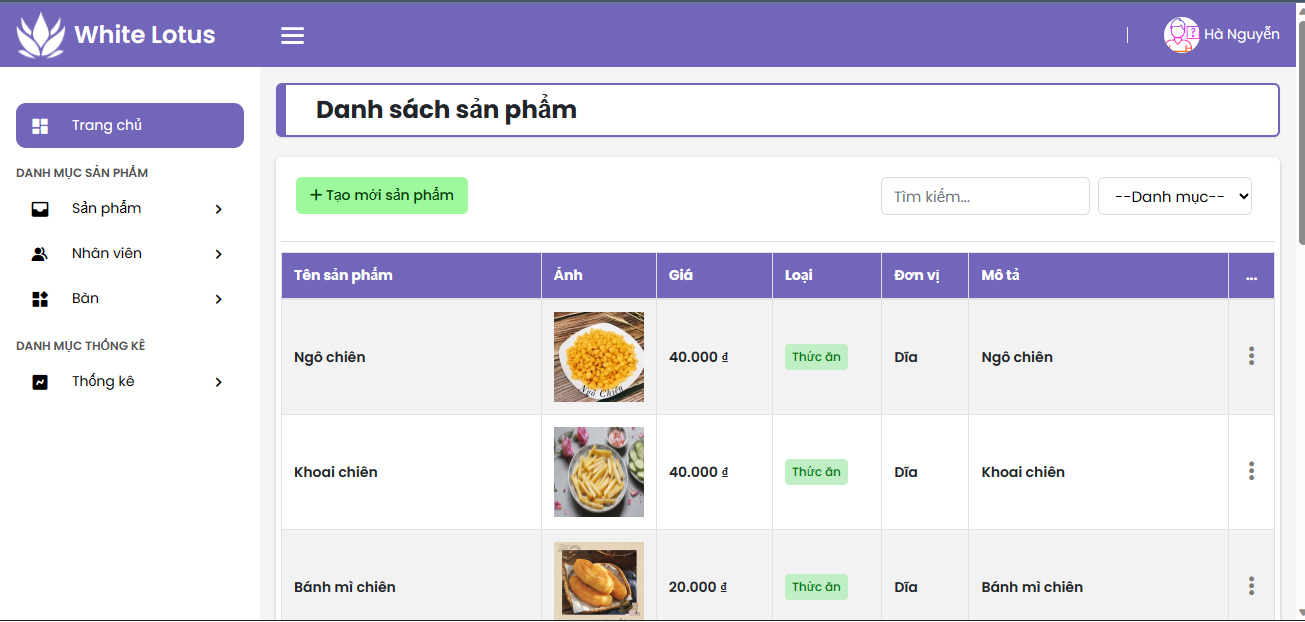 White Lotus
Hà Nguyễn
Trang chủ
DANH MỤC SẢN PHẨM
Sản phẩm
Nhân viên
Bàn
DANH MỤC THỐNG KÊ
Thống kê
Danh sách sản phẩm
+ Tạo mới sản phẩm
Tìm kiếm...
--Danh mục--
Tên sản phẩm Ảnh Giá Loại Đơn vị Mô tả ...
Ngô chiên Ngô Chiên 40.000 ₫ Thức ăn Dĩa Ngô chiên
Khoai chiên 40.000 ₫ Thức ăn Dĩa Khoai chiên
Bánh mì chiên 20.000 ₫ Thức ăn Dĩa Bánh mì chiên